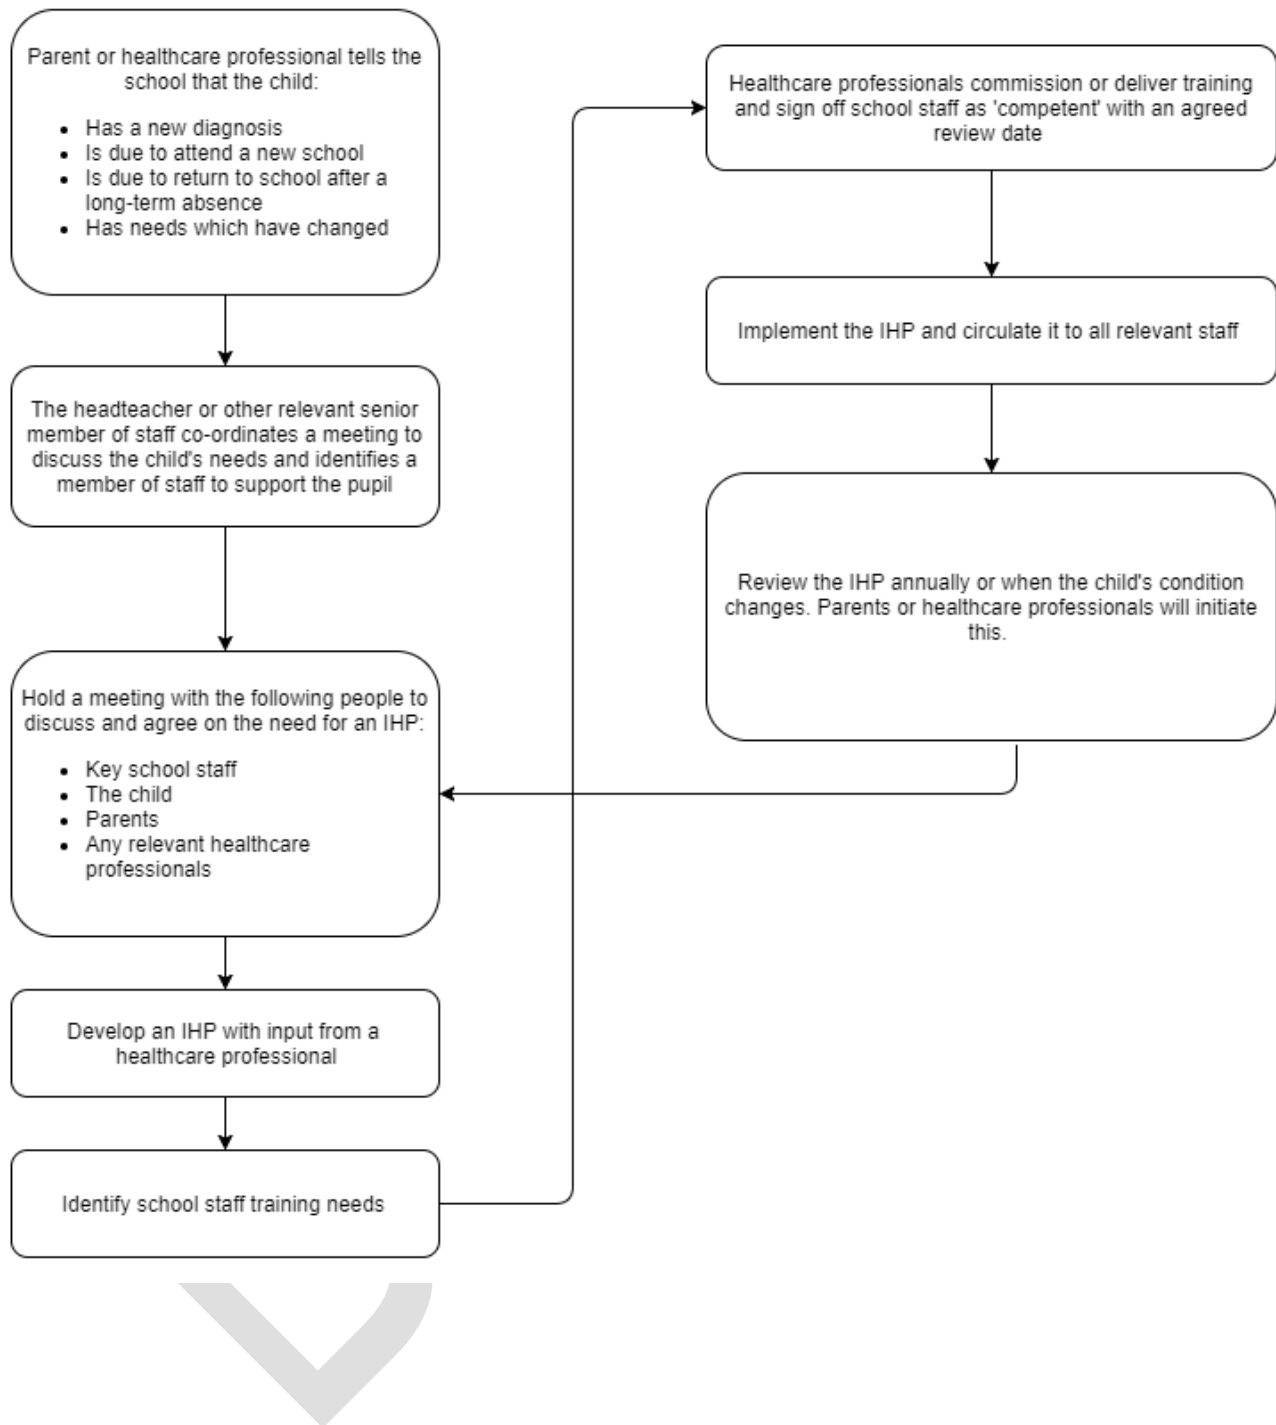 Parent or healthcare professional tells the
school that the child:
• Has a new diagnosis
• Is due to attend a new school
• Is due to return to school after a
long-term absence
• Has needs which have changed
The headteacher or other relevant senior
member of staff co-ordinates a meeting to
discuss the child's needs and identifies a
member of staff to support the pupil
Hold a meeting with the following people to
discuss and agree on the need for an IHP:
• Key school staff
• The child
• Parents
• Any relevant healthcare
professionals
Develop an IHP with input from a
healthcare professional
Identify school staff training needs
Healthcare professionals commission or deliver training
and sign off school staff as 'competent' with an agreed
review date
Implement the IHP and circulate it to all relevant staff
Review the IHP annually or when the child's condition
changes. Parents or healthcare professionals will initiate
this.